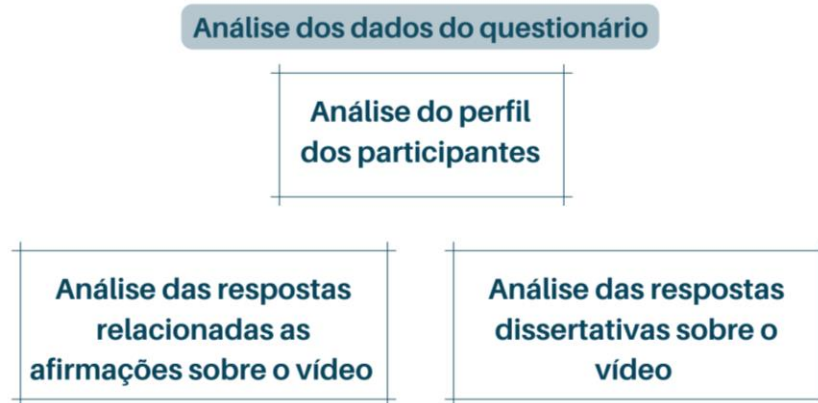 Análise dos dados do questionário
Análise do perfil
dos participantes
Análise das respostas
relacionadas as
afirmações sobre o vídeo
Análise das respostas
dissertativas sobre o
vídeo